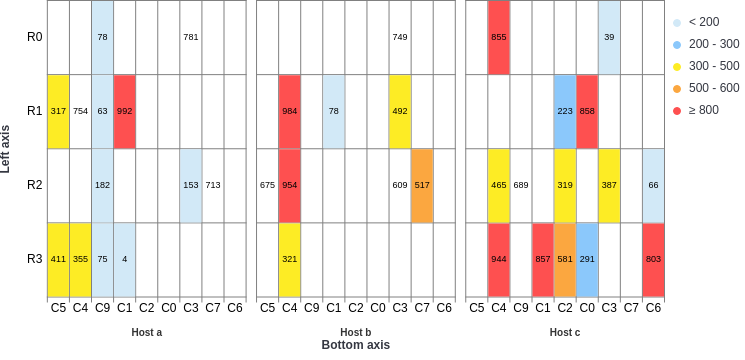 R0 78 781 749 855 39
R1 317 754 63 992 984 78 492 223 858
R2 182 153 713 675 954 609 517 465 689 319 387 66
R3 411 355 75 4 321 944 857 581 291 803
C5 C4 C9 C1 C2 C0 C3 C7 C6 C5 C4 C9 C1 C2 C0 C3 C7 C6 C5 C4 C9 C1 C2 C0 C3 C7 C6
Host a Host b Host c
Bottom axis
Left axis
< 200
200 - 300
300 - 500
500 - 600
≥ 800